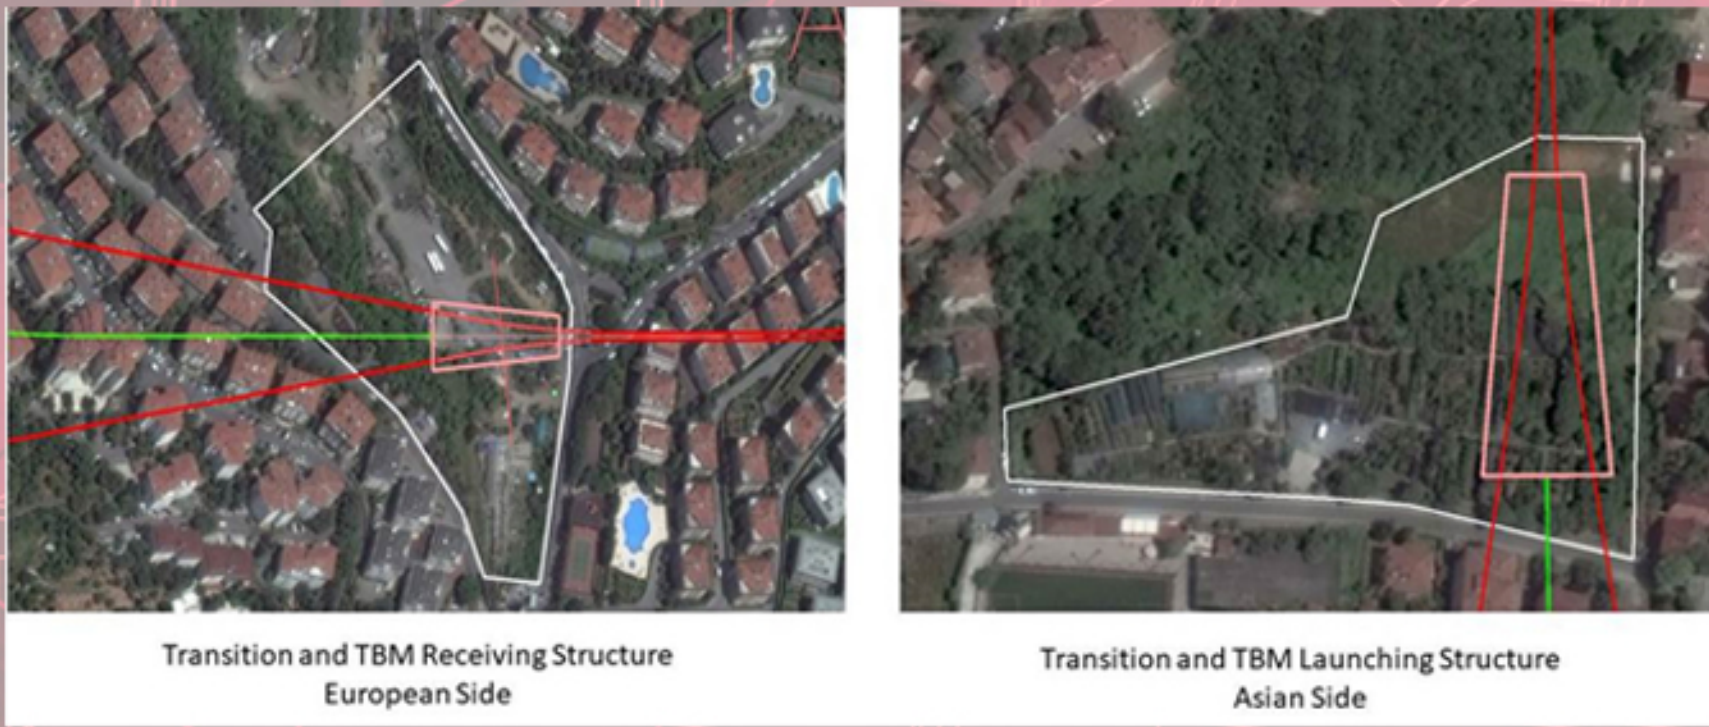 Transition and TBM Receiving Structure
European Side
Transition and TBM Launching Structure
Asian Side